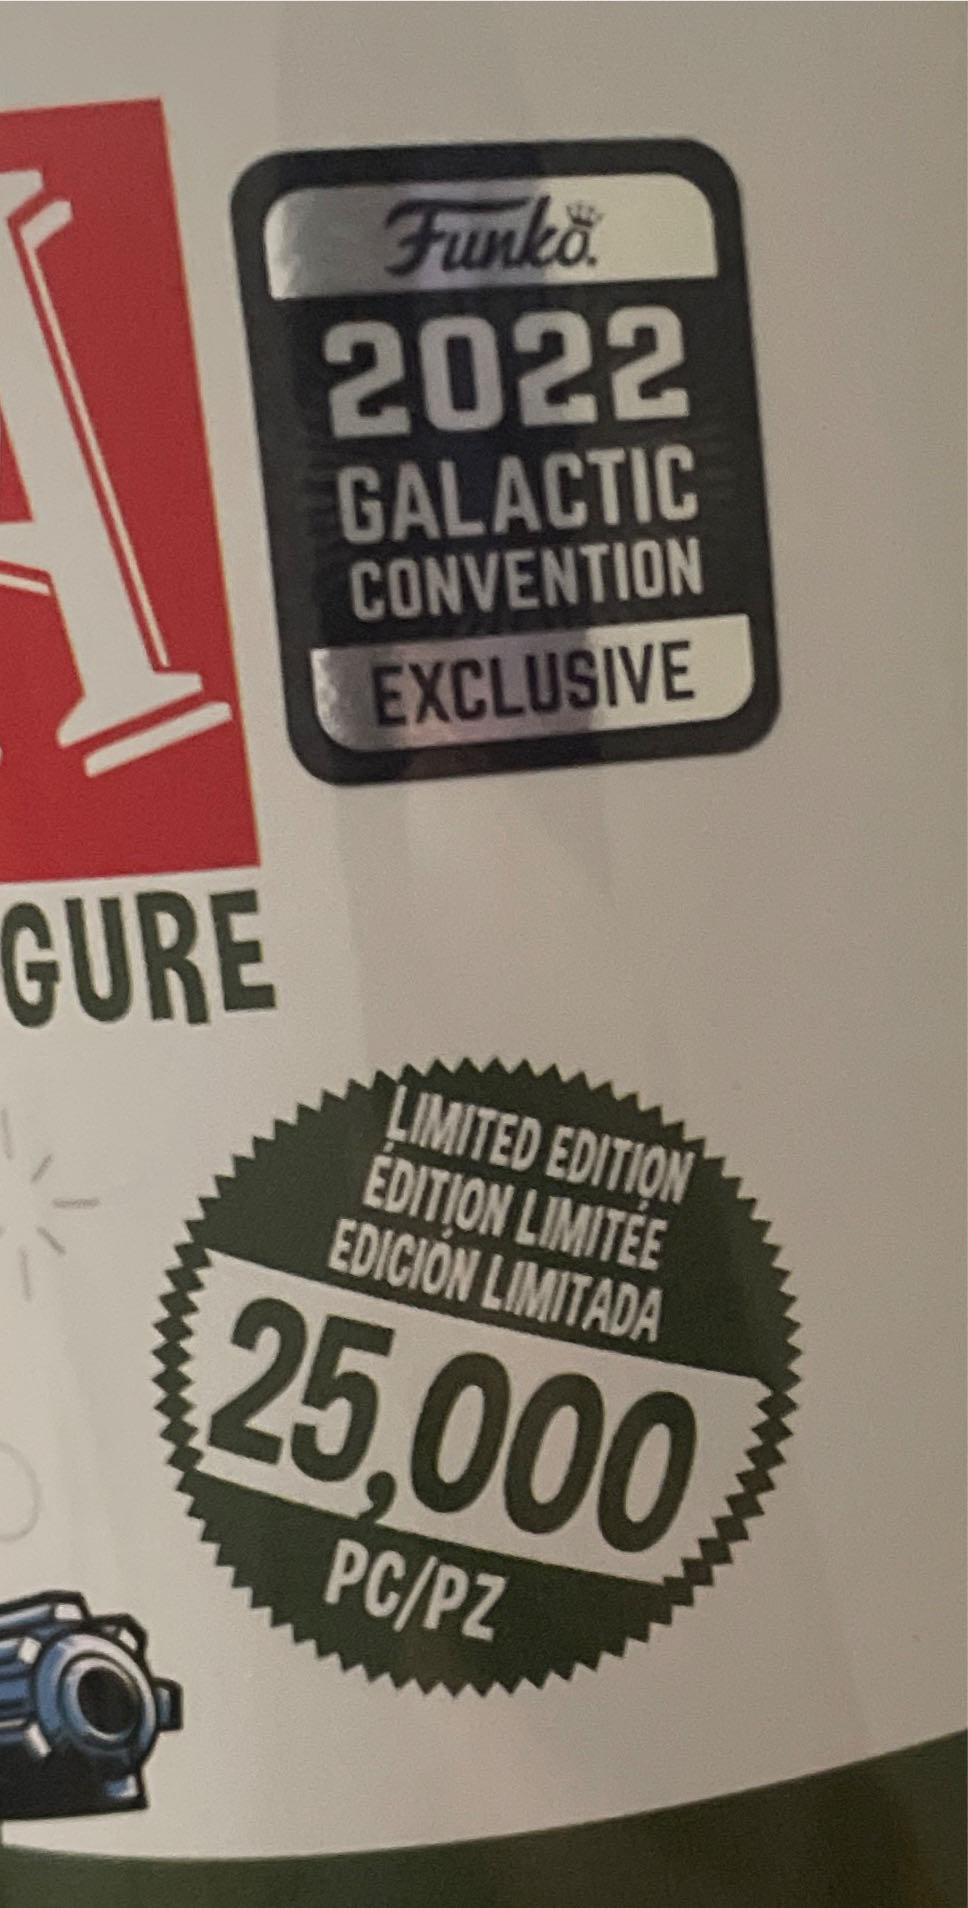 A
Funko.
2022
GALACTIC
CONVENTION
EXCLUSIVE
GURE
LIMITED EDITION
ÉDITION LIMITÉE
EDICIÓN LIMITADA
25,000
PC/PZ